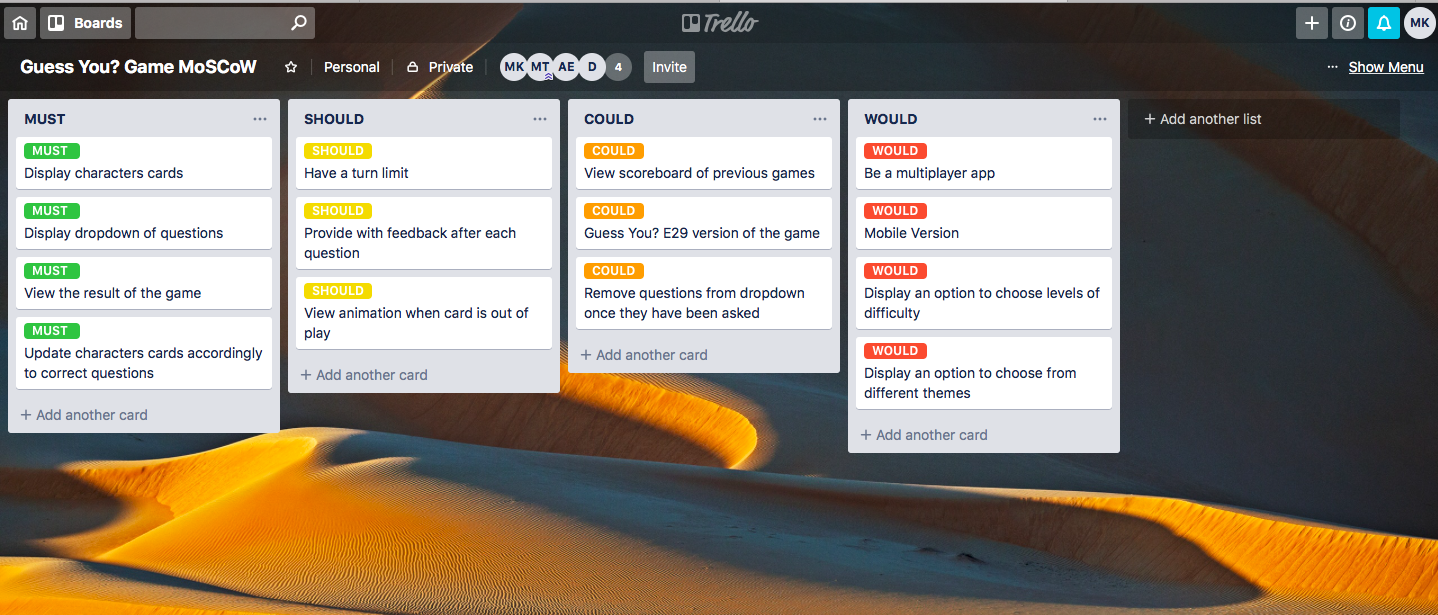 Boards
Trello
MK
Guess You? Game MoSCoW
Personal
Private
MK MT AE D 4
Invite
... Show Menu
MUST
MUST
Display characters cards
MUST
Display dropdown of questions
MUST
View the result of the game
MUST
Update characters cards accordingly
to correct questions
+ Add another card
SHOULD
SHOULD
Have a turn limit
SHOULD
Provide with feedback after each
question
SHOULD
View animation when card is out of
play
+ Add another card
COULD
COULD
View scoreboard of previous games
COULD
Guess You? E29 version of the game
COULD
Remove questions from dropdown
once they have been asked
+ Add another card
WOULD
WOULD
Be a multiplayer app
WOULD
Mobile Version
WOULD
Display an option to choose levels of
difficulty
WOULD
Display an option to choose from
different themes
+ Add another card
+ Add another list